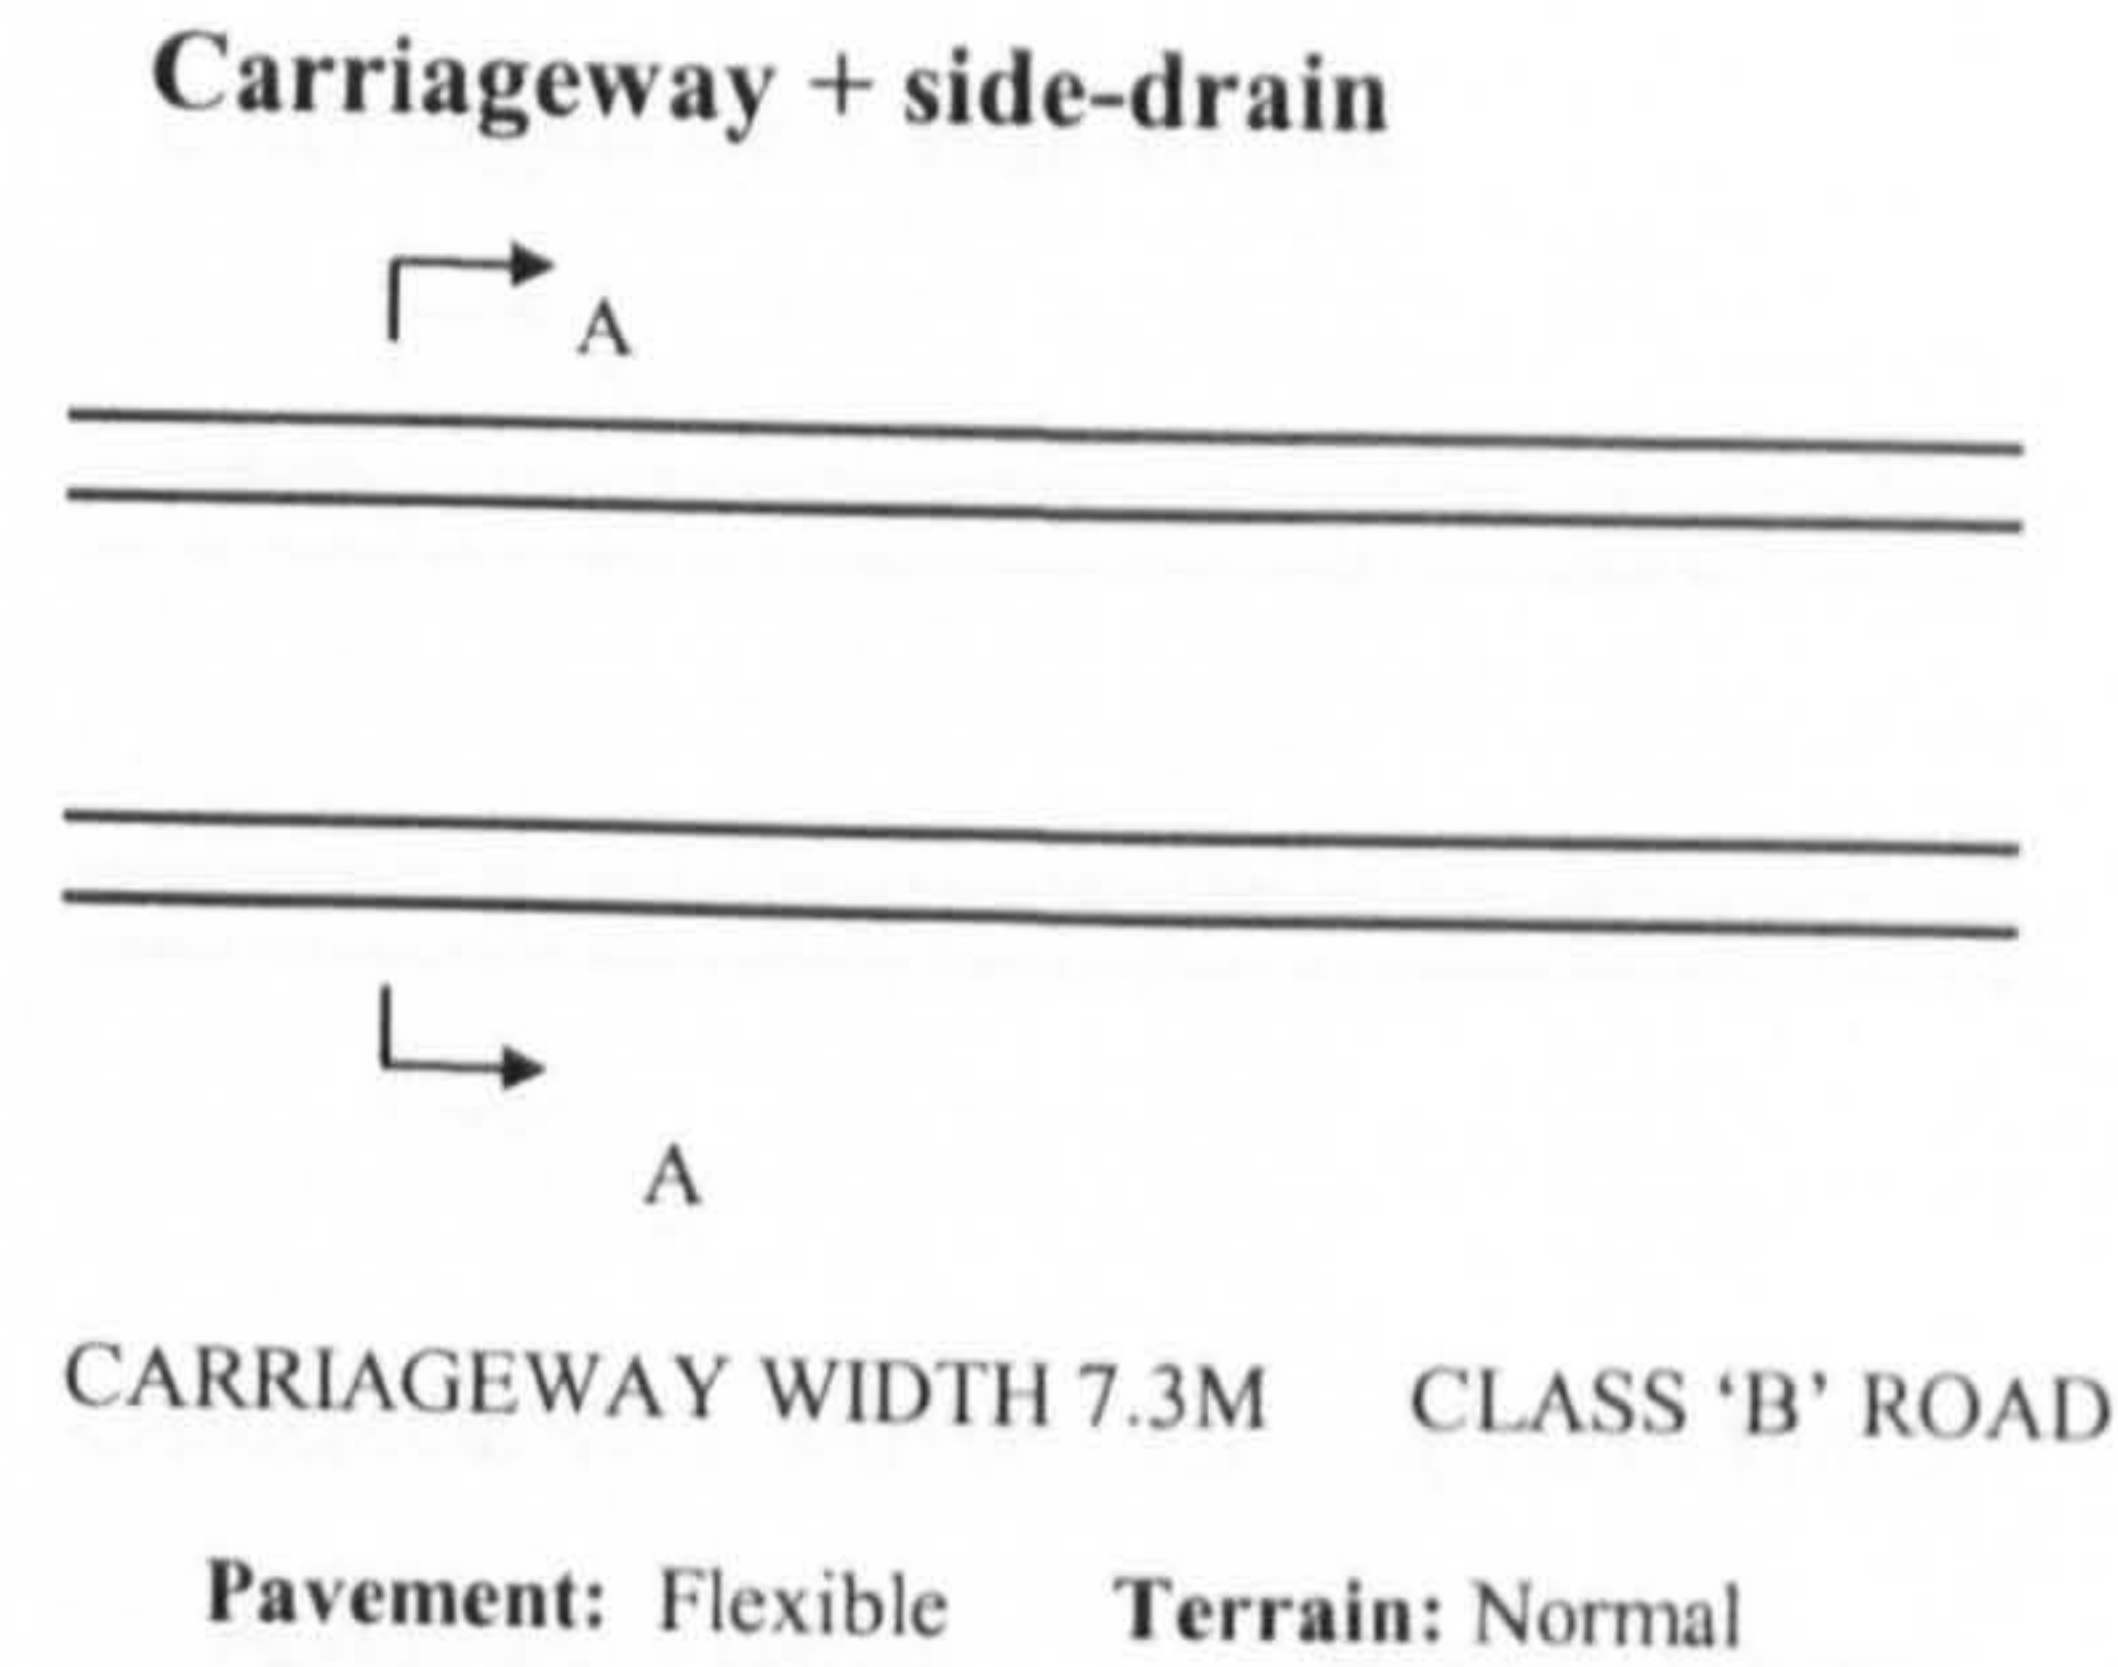 Carriageway + side-drain
A
A
CARRIAGEWAY WIDTH 7.3M CLASS ‘B’ ROAD
Pavement: Flexible Terrain: Normal